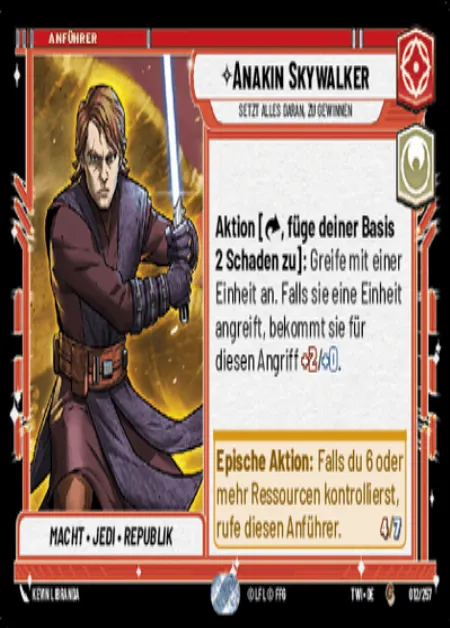 ANFÜHRER
✧ANAKIN SKYWALKER
SETZT ALLES DARAN, ZU GEWINNEN
Aktion [↷, füge deiner Basis
2 Schaden zu]: Greife mit einer
Einheit an. Falls sie eine Einheit
angreift, bekommt sie für
diesen Angriff +2/+0.
Epische Aktion: Falls du 6 oder
mehr Ressourcen kontrollierst,
rufe diesen Anführer.
4/7
MACHT • JEDI • REPUBLIK
KEVIN LIBRANDA
©LFL ©FFG
TWI • DE
C
012/257